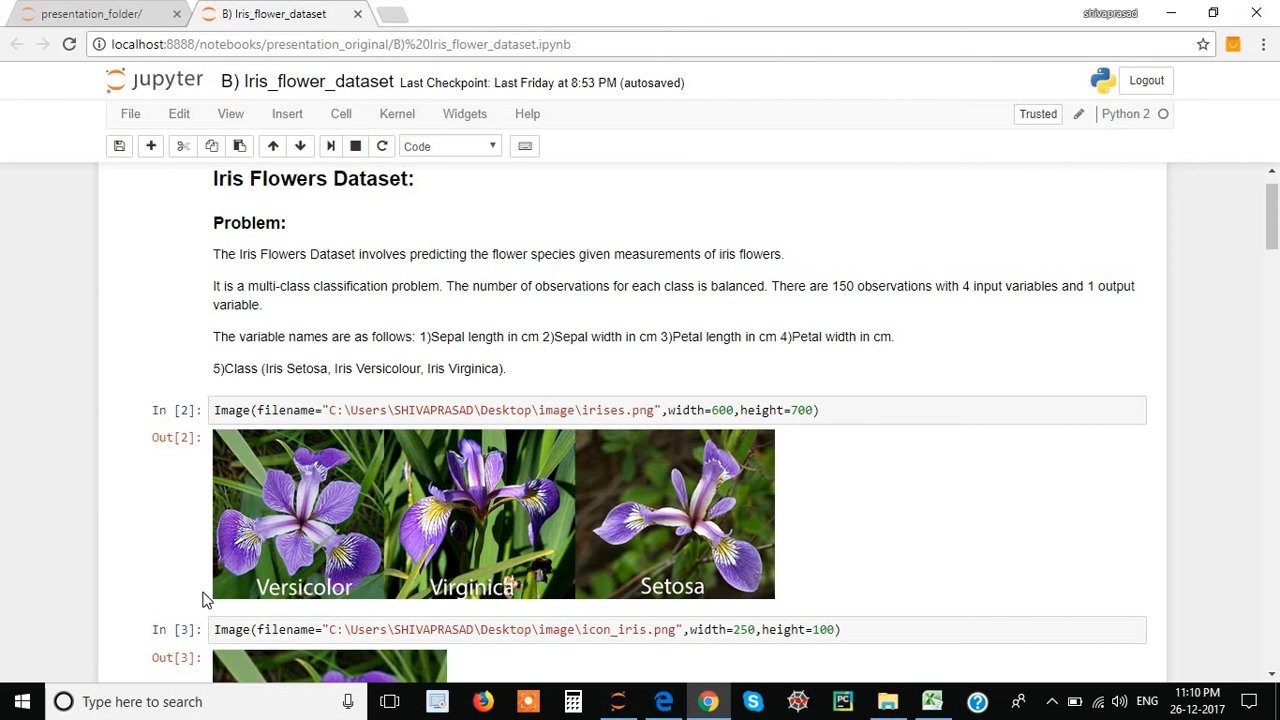 presentation_folder/
B) Iris_flower_dataset
shivaprasad
localhost:8888/notebooks/presentation_original/B)%20Iris_flower_dataset.ipynb
jupyter B) Iris_flower_dataset Last Checkpoint: Last Friday at 8:53 PM (autosaved)
Logout
File Edit View Insert Cell Kernel Widgets Help
Trusted
Python 2
Code
Iris Flowers Dataset:
Problem:
The Iris Flowers Dataset involves predicting the flower species given measurements of iris flowers.
It is a multi-class classification problem. The number of observations for each class is balanced. There are 150 observations with 4 input variables and 1 output
variable.
The variable names are as follows: 1)Sepal length in cm 2)Sepal width in cm 3)Petal length in cm 4)Petal width in cm.
5)Class (Iris Setosa, Iris Versicolour, Iris Virginica).
In [2]: Image(filename="C:\Users\SHIVAPRASAD\Desktop\image\irises.png",width=600,height=700)
Out[2]:
Versicolor
Virginica
Setosa
In [3]: Image(filename="C:\Users\SHIVAPRASAD\Desktop\image\icon_iris.png",width=250,height=100)
Out[3]:
Type here to search
PC
ENG
11:10 PM
26-12-2017